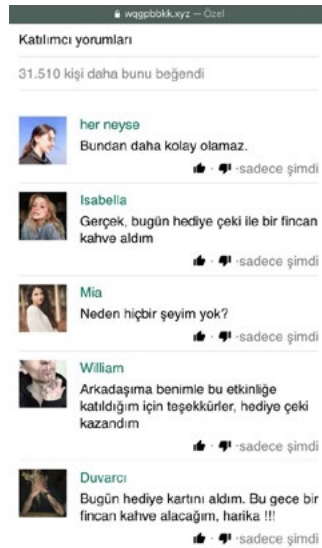 wqgpbbkk.xyz — Özel
Katılımcı yorumları
31.510 kişi daha bunu beğendi
her neyse
Bundan daha kolay olamaz.
· -sadece şimdi
Isabella
Gerçek, bugün hediye çeki ile bir fincan
kahve aldım
· -sadece şimdi
Mia
Neden hiçbir şeyim yok?
· -sadece şimdi
William
Arkadaşıma benimle bu etkinliğe
katıldığım için teşekkürler, hediye çeki
kazandım
· -sadece şimdi
Duvarcı
Bugün hediye kartını aldım. Bu gece bir
fincan kahve alacağım, harika !!!
· -sadece şimdi